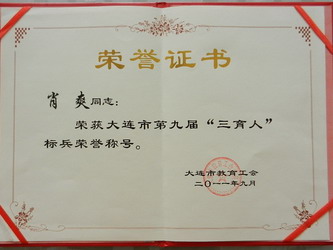 荣誉证书
肖爽同志：
荣获大连市第九届“三育人”
标兵荣誉称号。
大连市教育工会
二〇一一年九月